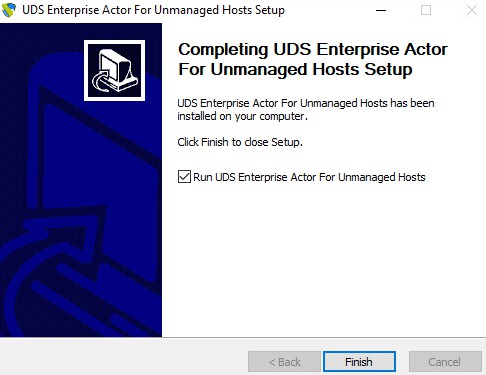 UDS Enterprise Actor For Unmanaged Hosts Setup
Completing UDS Enterprise Actor
For Unmanaged Hosts Setup
UDS Enterprise Actor For Unmanaged Hosts has been
installed on your computer.
Click Finish to close Setup.
Run UDS Enterprise Actor For Unmanaged Hosts
< Back Finish Cancel